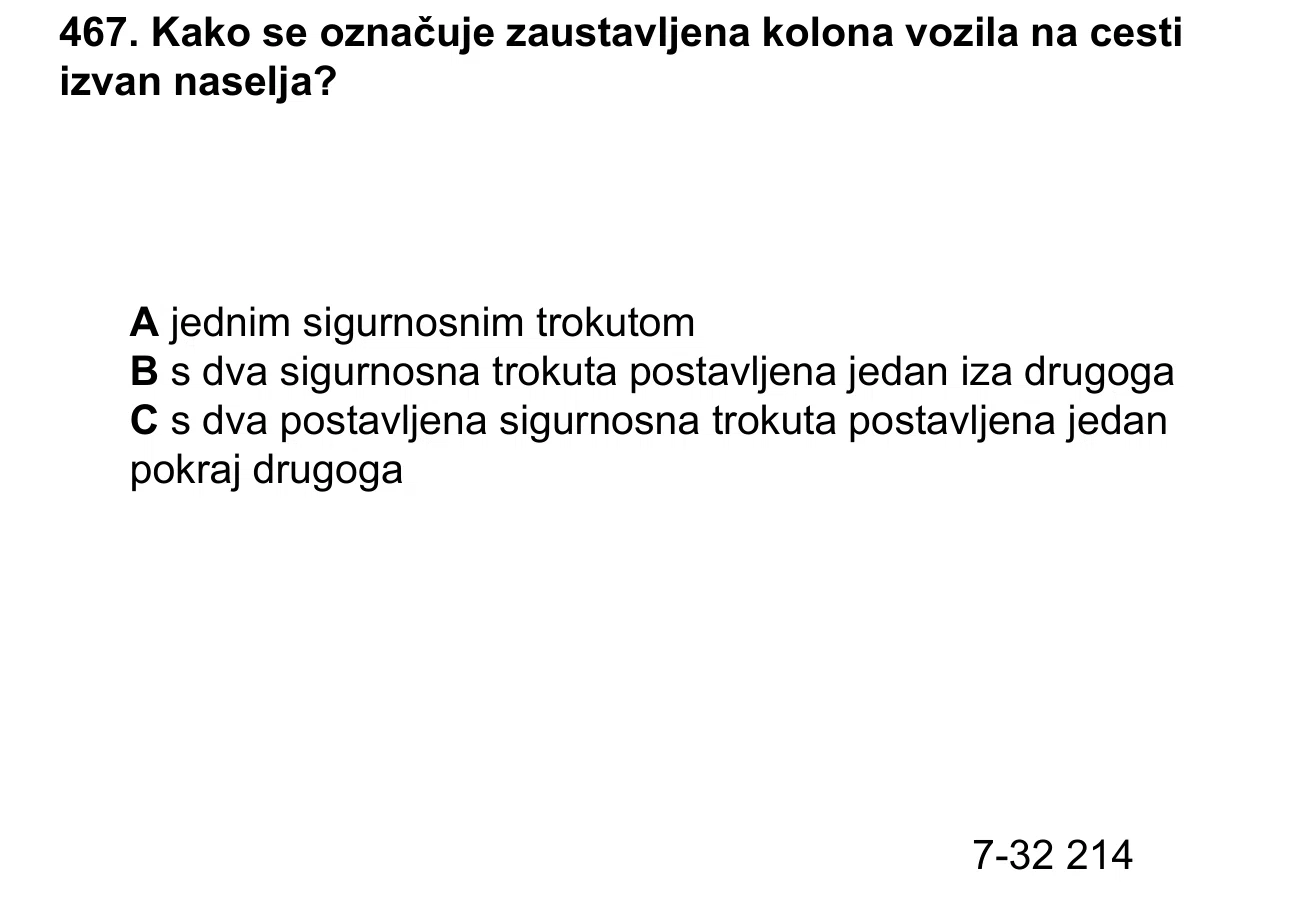 467. Kako se označuje zaustavljena kolona vozila na cesti
izvan naselja?
A jednim sigurnosnim trokutom
B s dva sigurnosna trokuta postavljena jedan iza drugoga
C s dva postavljena sigurnosna trokuta postavljena jedan
pokraj drugoga
7-32 214